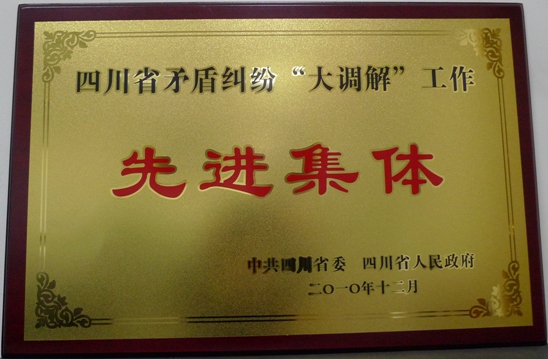 四川省矛盾纠纷“大调解”工作
先进集体
中共四川省委 四川省人民政府
二〇一〇年十二月